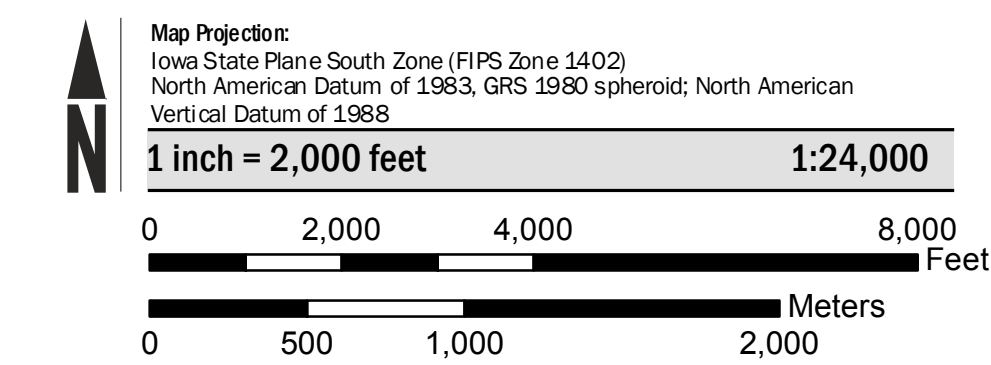 N
Map Projection:
Iowa State Plane South Zone (FIPS Zone 1402)
North American Datum of 1983, GRS 1980 spheroid; North American
Vertical Datum of 1988
1 inch = 2,000 feet 1:24,000
0 2,000 4,000 8,000
Feet
Meters
0 500 1,000 2,000